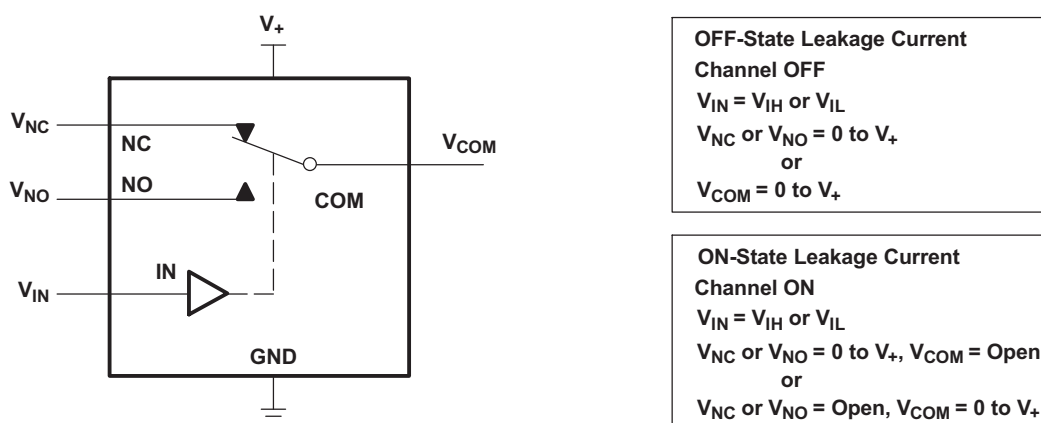 V+
VNC
NC
VCOM
VNO
NO
COM
IN
VIN
GND
OFF-State Leakage Current
Channel OFF
VIN = VIH or VIL
VNC or VNO = 0 to V+
or
VCOM = 0 to V+
ON-State Leakage Current
Channel ON
VIN = VIH or VIL
VNC or VNO = 0 to V+, VCOM = Open
or
VNC or VNO = Open, VCOM = 0 to V+